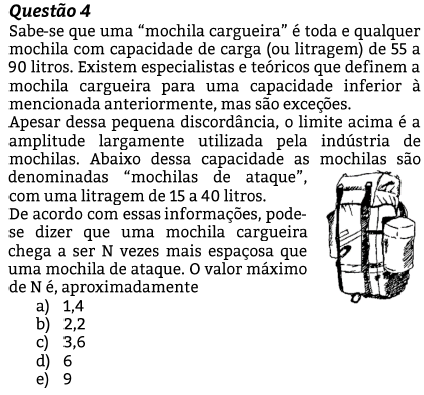 Questão 4
Sabe-se que uma “mochila cargueira” é toda e qualquer
mochila com capacidade de carga (ou litragem) de 55 a
90 litros. Existem especialistas e teóricos que definem a
mochila cargueira para uma capacidade inferior à
mencionada anteriormente, mas são exceções.
Apesar dessa pequena discordância, o limite acima é a
amplitude largamente utilizada pela indústria de
mochilas. Abaixo dessa capacidade as mochilas são
denominadas “mochilas de ataque”,
com uma litragem de 15 a 40 litros.
De acordo com essas informações, pode-
se dizer que uma mochila cargueira
chega a ser N vezes mais espaçosa que
uma mochila de ataque. O valor máximo
de N é, aproximadamente
a) 1,4
b) 2,2
c) 3,6
d) 6
e) 9